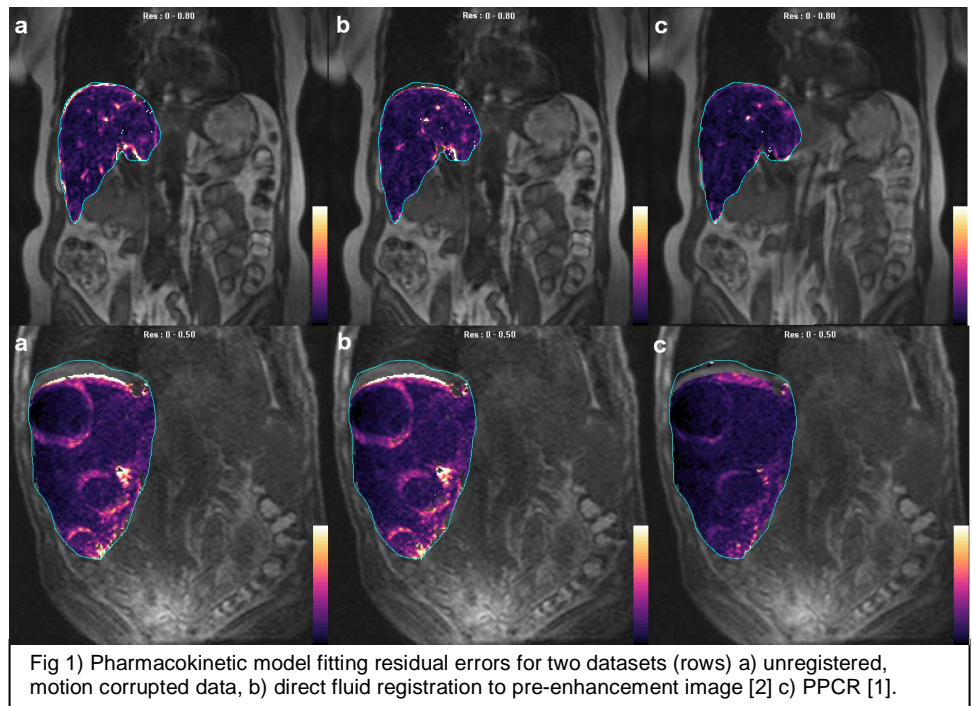 a
Res : 0 - 0.80
b
Res : 0 - 0.80
c
Res : 0 - 0.80
a
Res : 0 - 0.50
b
Res : 0 - 0.50
c
Res : 0 - 0.50
Fig 1) Pharmacokinetic model fitting residual errors for two datasets (rows) a) unregistered,
motion corrupted data, b) direct fluid registration to pre-enhancement image [2] c) PPCR [1].